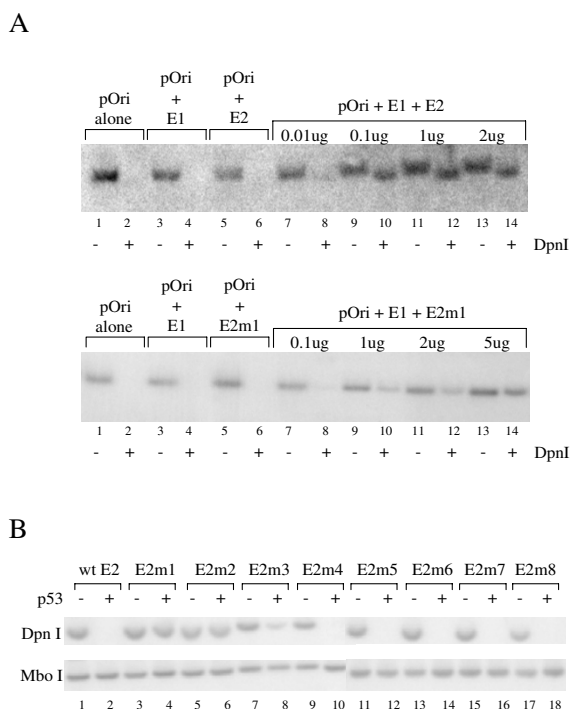 A
pOri alone pOri + E1 pOri + E2 pOri + E1 + E2
0.01ug 0.1ug 1ug 2ug
1 2 3 4 5 6 7 8 9 10 11 12 13 14
- + - + - + - + - + - + - + DpnI
pOri alone pOri + E1 pOri + E2m1 pOri + E1 + E2m1
0.1ug 1ug 2ug 5ug
1 2 3 4 5 6 7 8 9 10 11 12 13 14
- + - + - + - + - + - + - + DpnI
B
wt E2 E2m1 E2m2 E2m3 E2m4 E2m5 E2m6 E2m7 E2m8
p53 - + - + - + - + - + - + - + - + - +
Dpn I
Mbo I
1 2 3 4 5 6 7 8 9 10 11 12 13 14 15 16 17 18